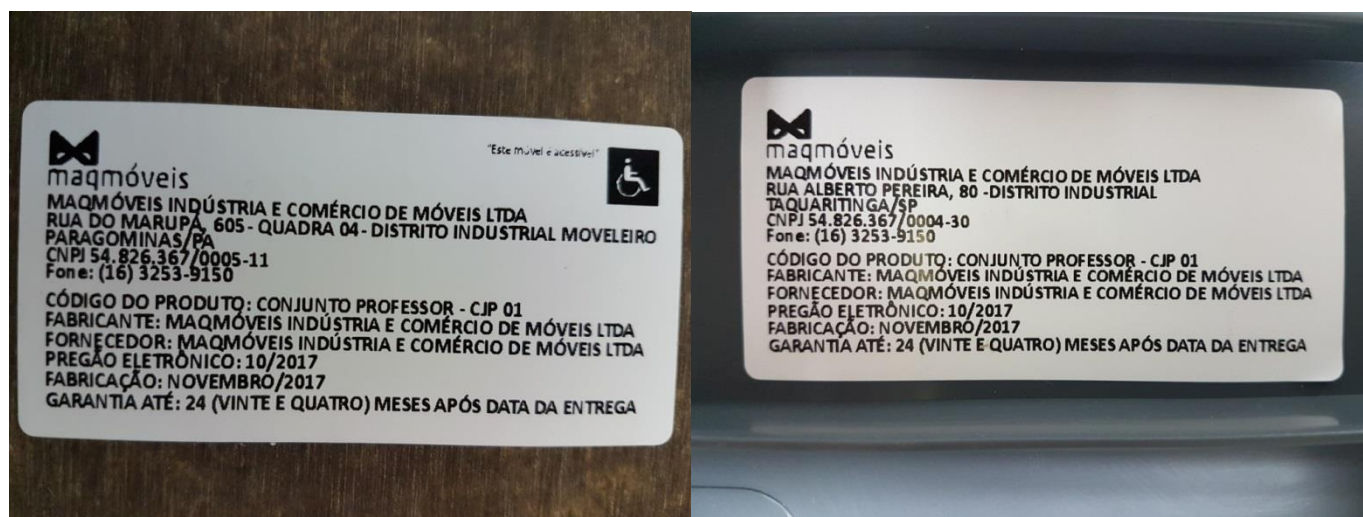 maqmóveis
"Este móvel é acessível"
MAQMÓVEIS INDÚSTRIA E COMÉRCIO DE MÓVEIS LTDA
RUA DO MARUPÁ, 605 - QUADRA 04 - DISTRITO INDUSTRIAL MOVELEIRO
PARAGOMINAS/PA
CNPJ 54.826.367/0005-11
Fone: (16) 3253-9150
CÓDIGO DO PRODUTO: CONJUNTO PROFESSOR - CJP 01
FABRICANTE: MAQMÓVEIS INDÚSTRIA E COMÉRCIO DE MÓVEIS LTDA
FORNECEDOR: MAQMÓVEIS INDÚSTRIA E COMÉRCIO DE MÓVEIS LTDA
PREGÃO ELETRÔNICO: 10/2017
FABRICAÇÃO: NOVEMBRO/2017
GARANTIA ATÉ: 24 (VINTE E QUATRO) MESES APÓS DATA DA ENTREGA
maqmóveis
MAQMÓVEIS INDÚSTRIA E COMÉRCIO DE MÓVEIS LTDA
RUA ALBERTO PEREIRA, 80 -DISTRITO INDUSTRIAL
TAQUARITINGA/SP
CNPJ 54.826.367/0004-30
Fone: (16) 3253-9150
CÓDIGO DO PRODUTO: CONJUNTO PROFESSOR - CJP 01
FABRICANTE: MAQMÓVEIS INDÚSTRIA E COMÉRCIO DE MÓVEIS LTDA
FORNECEDOR: MAQMÓVEIS INDÚSTRIA E COMÉRCIO DE MÓVEIS LTDA
PREGÃO ELETRÔNICO: 10/2017
FABRICAÇÃO: NOVEMBRO/2017
GARANTIA ATÉ: 24 (VINTE E QUATRO) MESES APÓS DATA DA ENTREGA